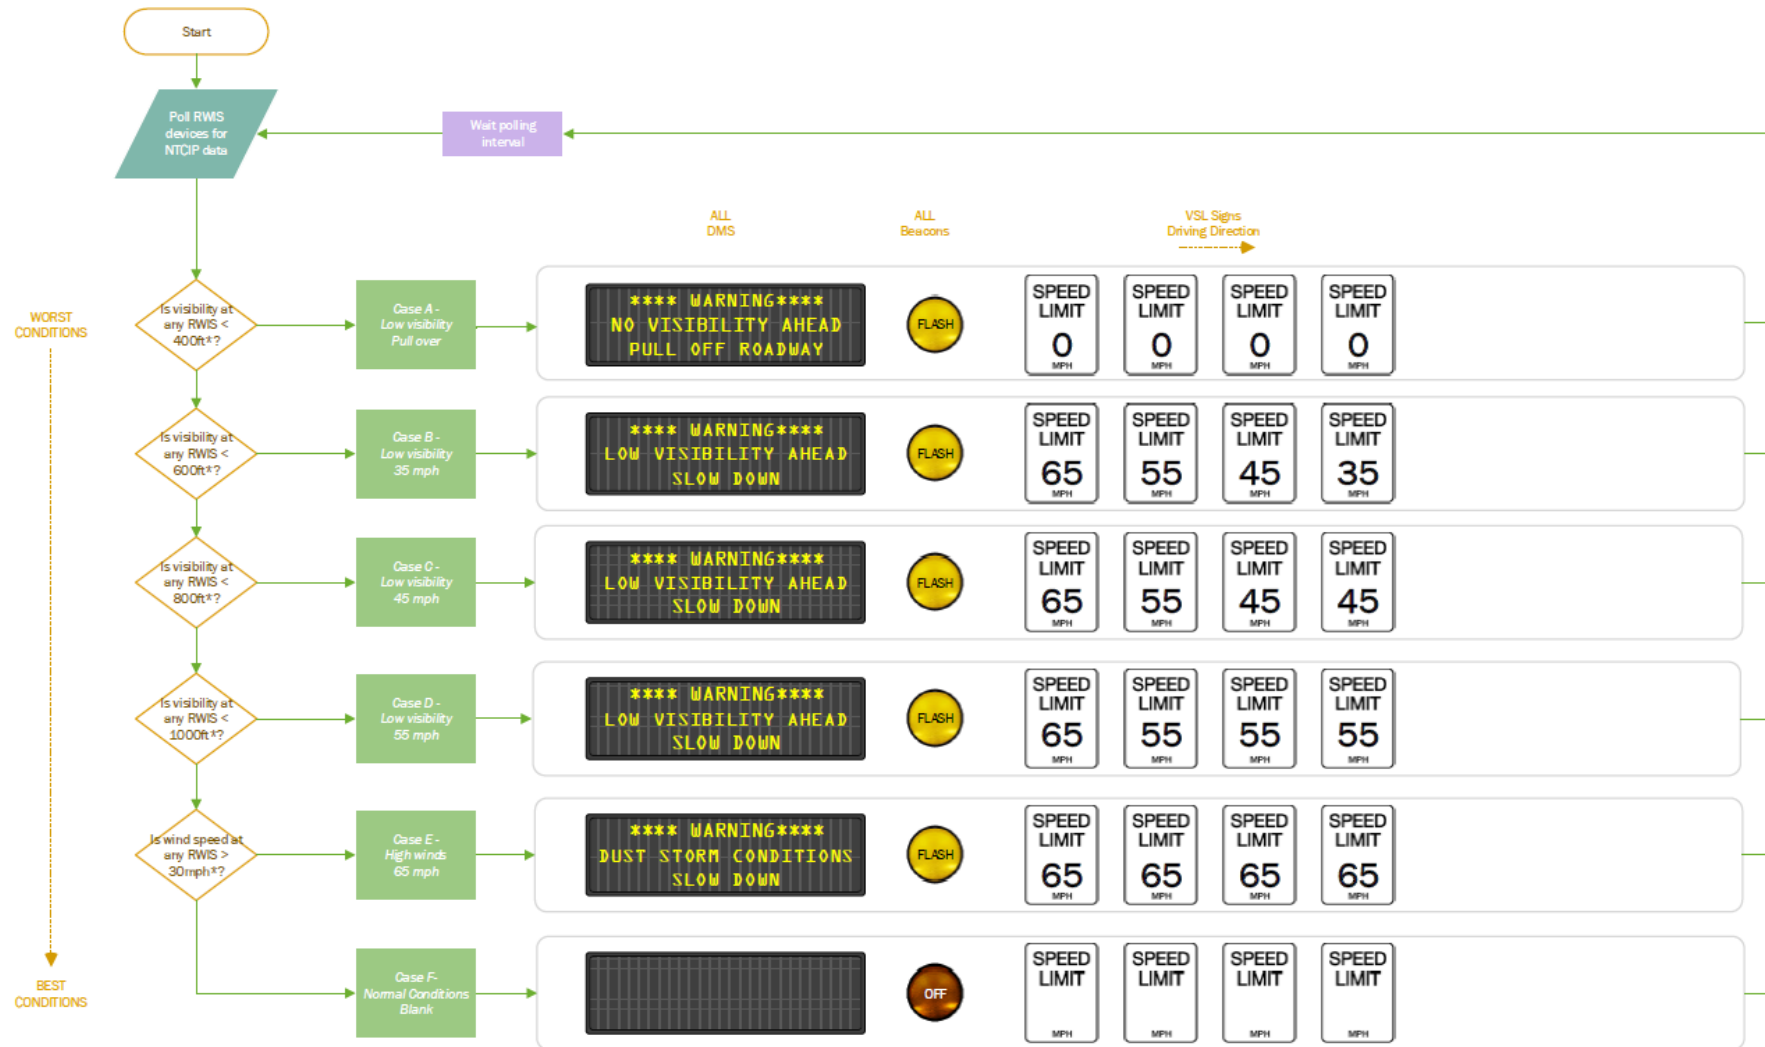 Start
Poll RWIS
devices for
NTCIP data
Wait polling
interval
ALL
DMS
ALL
Beacons
VSL Signs
Driving Direction
WORST
CONDITIONS
Is visibility at
any RWIS <
400ft*?
Case A -
Low visibility
Pull over
**** WARNING****
NO VISIBILITY AHEAD
PULL OFF ROADWAY
FLASH
SPEED
LIMIT
0
MPH
SPEED
LIMIT
0
MPH
SPEED
LIMIT
0
MPH
SPEED
LIMIT
0
MPH
Is visibility at
any RWIS <
600ft*?
Case B -
Low visibility
35 mph
**** WARNING****
LOW VISIBILITY AHEAD
SLOW DOWN
FLASH
SPEED
LIMIT
65
MPH
SPEED
LIMIT
55
MPH
SPEED
LIMIT
45
MPH
SPEED
LIMIT
35
MPH
Is visibility at
any RWIS <
800ft*?
Case C -
Low visibility
45 mph
**** WARNING****
LOW VISIBILITY AHEAD
SLOW DOWN
FLASH
SPEED
LIMIT
65
MPH
SPEED
LIMIT
55
MPH
SPEED
LIMIT
45
MPH
SPEED
LIMIT
45
MPH
Is visibility at
any RWIS <
1000ft*?
Case D -
Low visibility
55 mph
**** WARNING****
LOW VISIBILITY AHEAD
SLOW DOWN
FLASH
SPEED
LIMIT
65
MPH
SPEED
LIMIT
55
MPH
SPEED
LIMIT
55
MPH
SPEED
LIMIT
55
MPH
Is wind speed at
any RWIS >
30mph*?
Case E -
High winds
65 mph
**** WARNING****
DUST STORM CONDITIONS
SLOW DOWN
FLASH
SPEED
LIMIT
65
MPH
SPEED
LIMIT
65
MPH
SPEED
LIMIT
65
MPH
SPEED
LIMIT
65
MPH
BEST
CONDITIONS
Case F-
Normal Conditions
Blank
OFF
SPEED
LIMIT
MPH
SPEED
LIMIT
MPH
SPEED
LIMIT
MPH
SPEED
LIMIT
MPH